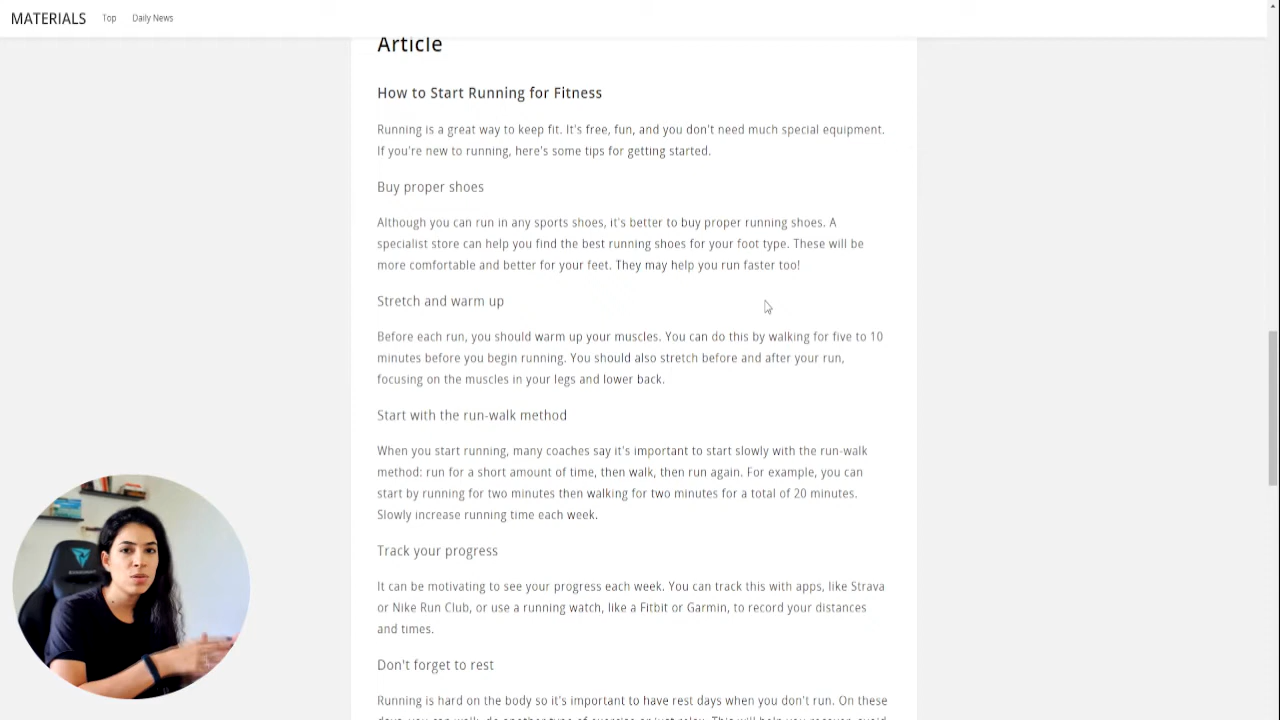 MATERIALS Top Daily News
Article
How to Start Running for Fitness
Running is a great way to keep fit. It's free, fun, and you don't need much special equipment.
If you're new to running, here's some tips for getting started.
Buy proper shoes
Although you can run in any sports shoes, it's better to buy proper running shoes. A
specialist store can help you find the best running shoes for your foot type. These will be
more comfortable and better for your feet. They may help you run faster too!
Stretch and warm up
Before each run, you should warm up your muscles. You can do this by walking for five to 10
minutes before you begin running. You should also stretch before and after your run,
focusing on the muscles in your legs and lower back.
Start with the run-walk method
When you start running, many coaches say it's important to start slowly with the run-walk
method: run for a short amount of time, then walk, then run again. For example, you can
start by running for two minutes then walking for two minutes for a total of 20 minutes.
Slowly increase running time each week.
Track your progress
It can be motivating to see your progress each week. You can track this with apps, like Strava
or Nike Run Club, or use a running watch, like a Fitbit or Garmin, to record your distances
and times.
Don't forget to rest
Running is hard on the body so it's important to have rest days when you don't run. On these